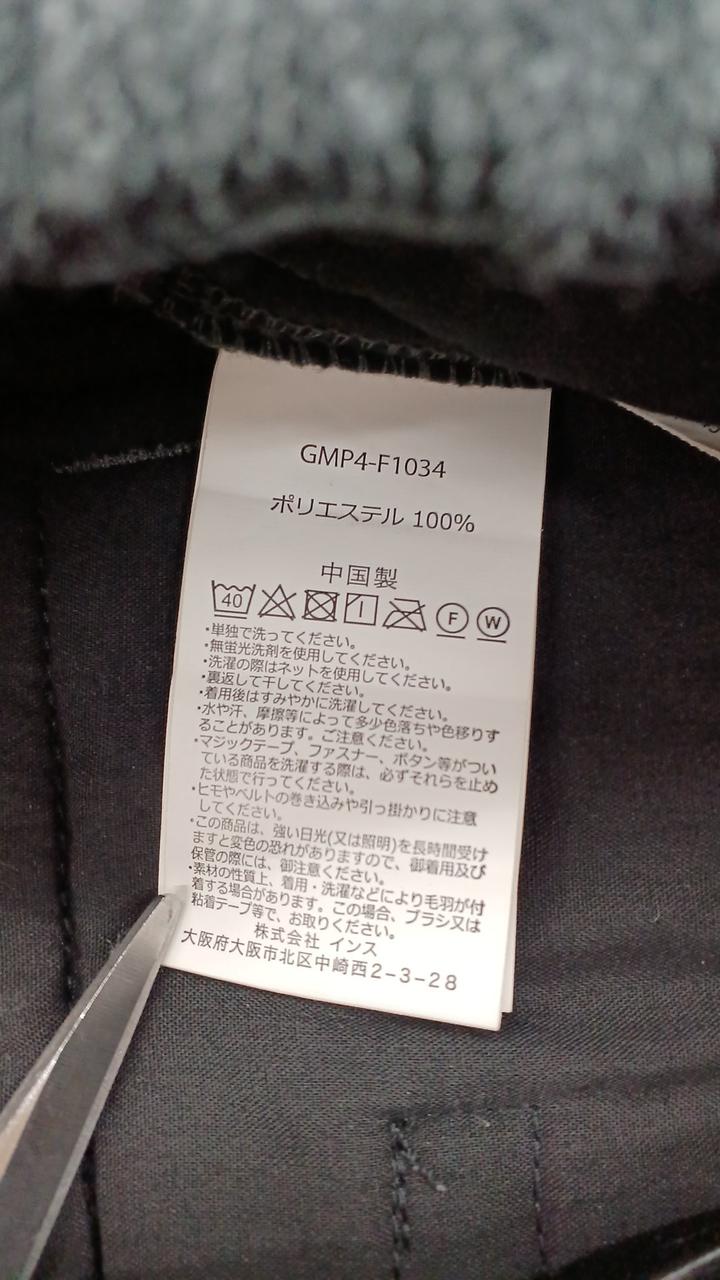 GMP4-F1034
ポリエステル 100%
中国製
40 F W
・単独で洗ってください。
・無蛍光洗剤を使用してください。
・洗濯の際はネットを使用してください。
・裏返して干してください。
・着用後はすみやかに洗濯してください。
・水や汗、摩擦等によって多少色落ちや色移りす
ることがあります。ご注意ください。
・マジックテープ、ファスナー、ボタン等がつい
ている商品を洗濯する際は、必ずそれらを止め
た状態で行ってください。
・ヒモやベルトの巻き込みや引っ掛かりに注意
してください。
・この商品は、強い日光(又は照明)を長時間受け
ますと変色の恐れがありますので、御着用及び
保管の際には、御注意ください。
・素材の性質上、着用・洗濯などにより毛羽が付
着する場合があります。この場合、ブラシ又は
粘着テープ等で、お取りください。
株式会社 インス
大阪府大阪市北区中崎西2-3-28